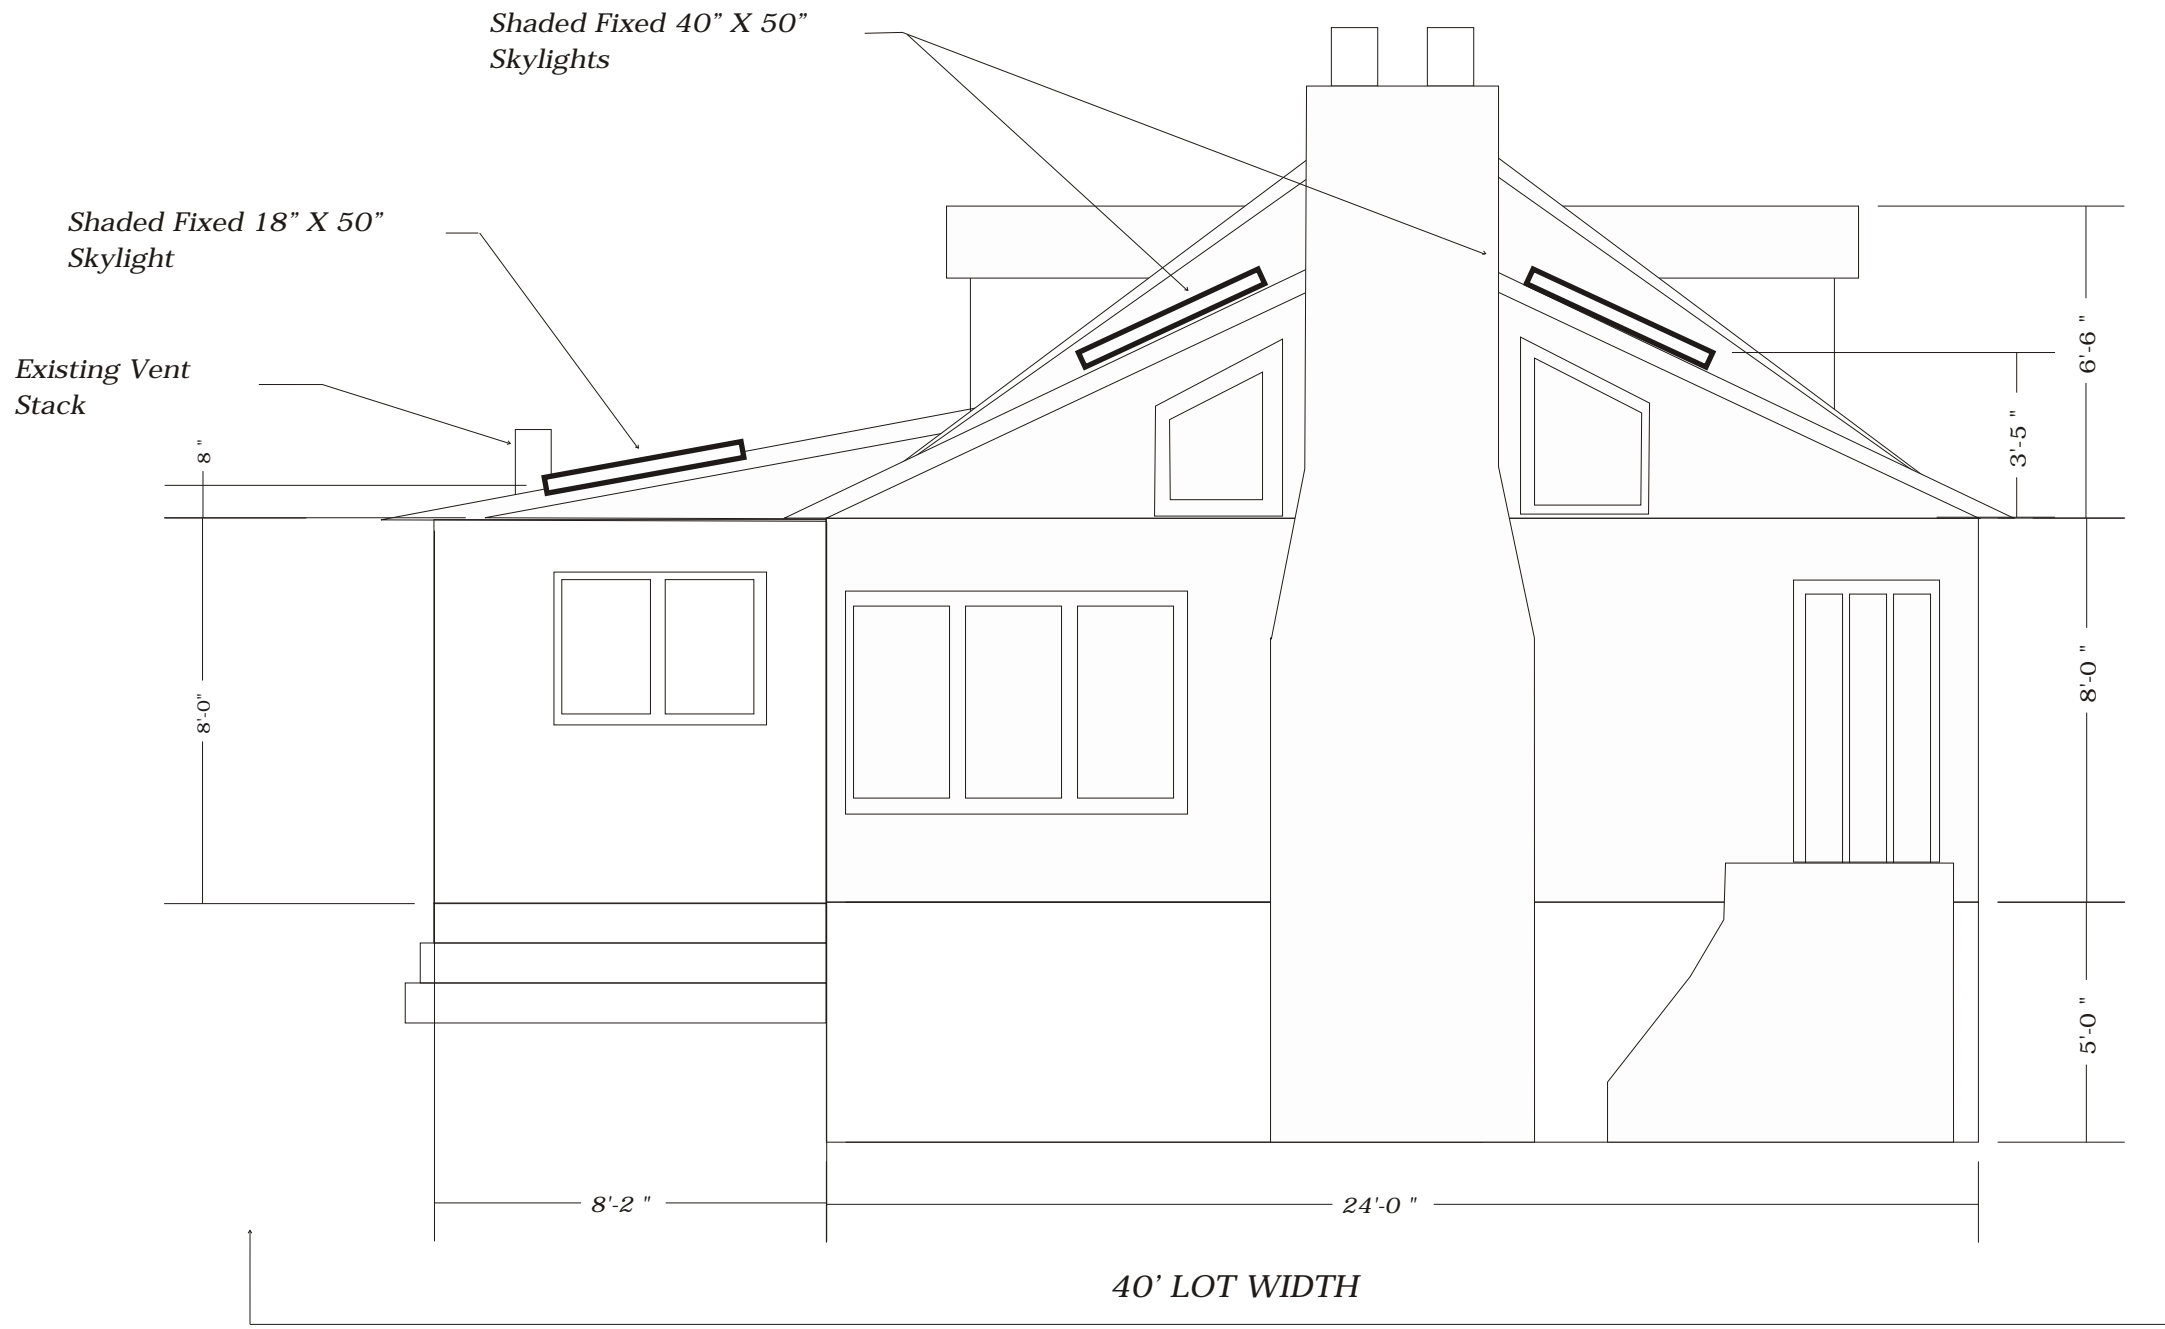 Shaded Fixed 40” X 50”
Skylights
Shaded Fixed 18” X 50”
Skylight
Existing Vent
Stack
8 "
8'-0"
6'-6 "
3'-5 "
8'-0 "
5'-0 "
8'-2 "
24'-0 "
40’ LOT WIDTH